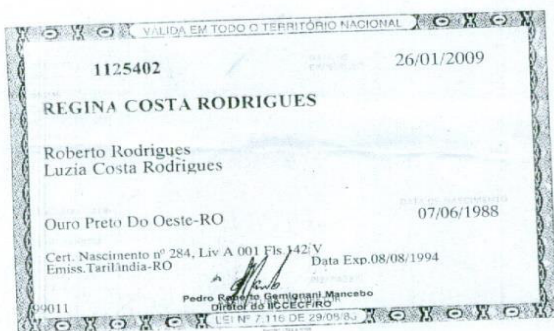 VALIDA EM TODO O TERRITÓRIO NACIONAL
1125402 26/01/2009
REGINA COSTA RODRIGUES
Roberto Rodrigues
Luzia Costa Rodrigues
Ouro Preto Do Oeste-RO 07/06/1988
Cert. Nascimento nº 284, Liv A 001 Fls 142/V
Emiss.Tarilândia-RO Data Exp.08/08/1994
Pedro Roberto Gemignani Mancebo
Diretor do IICCECF/RO
99011
LEI Nº 7.116 DE 29/08/83